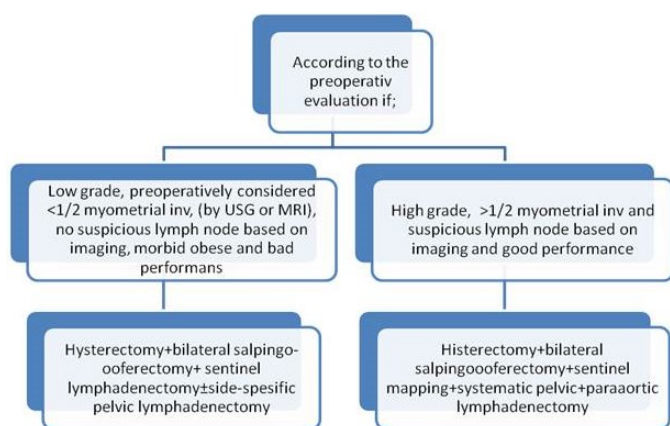 According to the
preoperativ
evaluation if;
Low grade, preoperatively considered
<1/2 myometrial inv, (by USG or MRI),
no suspicious lymph node based on
imaging, morbid obese and bad
performans
High grade, >1/2 myometrial inv and
suspicious lymph node based on
imaging and good performance
Hysterectomy+bilateral salpingo-
ooferectomy+ sentinel
lymphadenectomy±side-spesific
pelvic lymphadenectomy
Histerectomy+bilateral
salpingoooferectomy+sentinel
mapping+systematic pelvic+paraaortic
lymphadenectomy